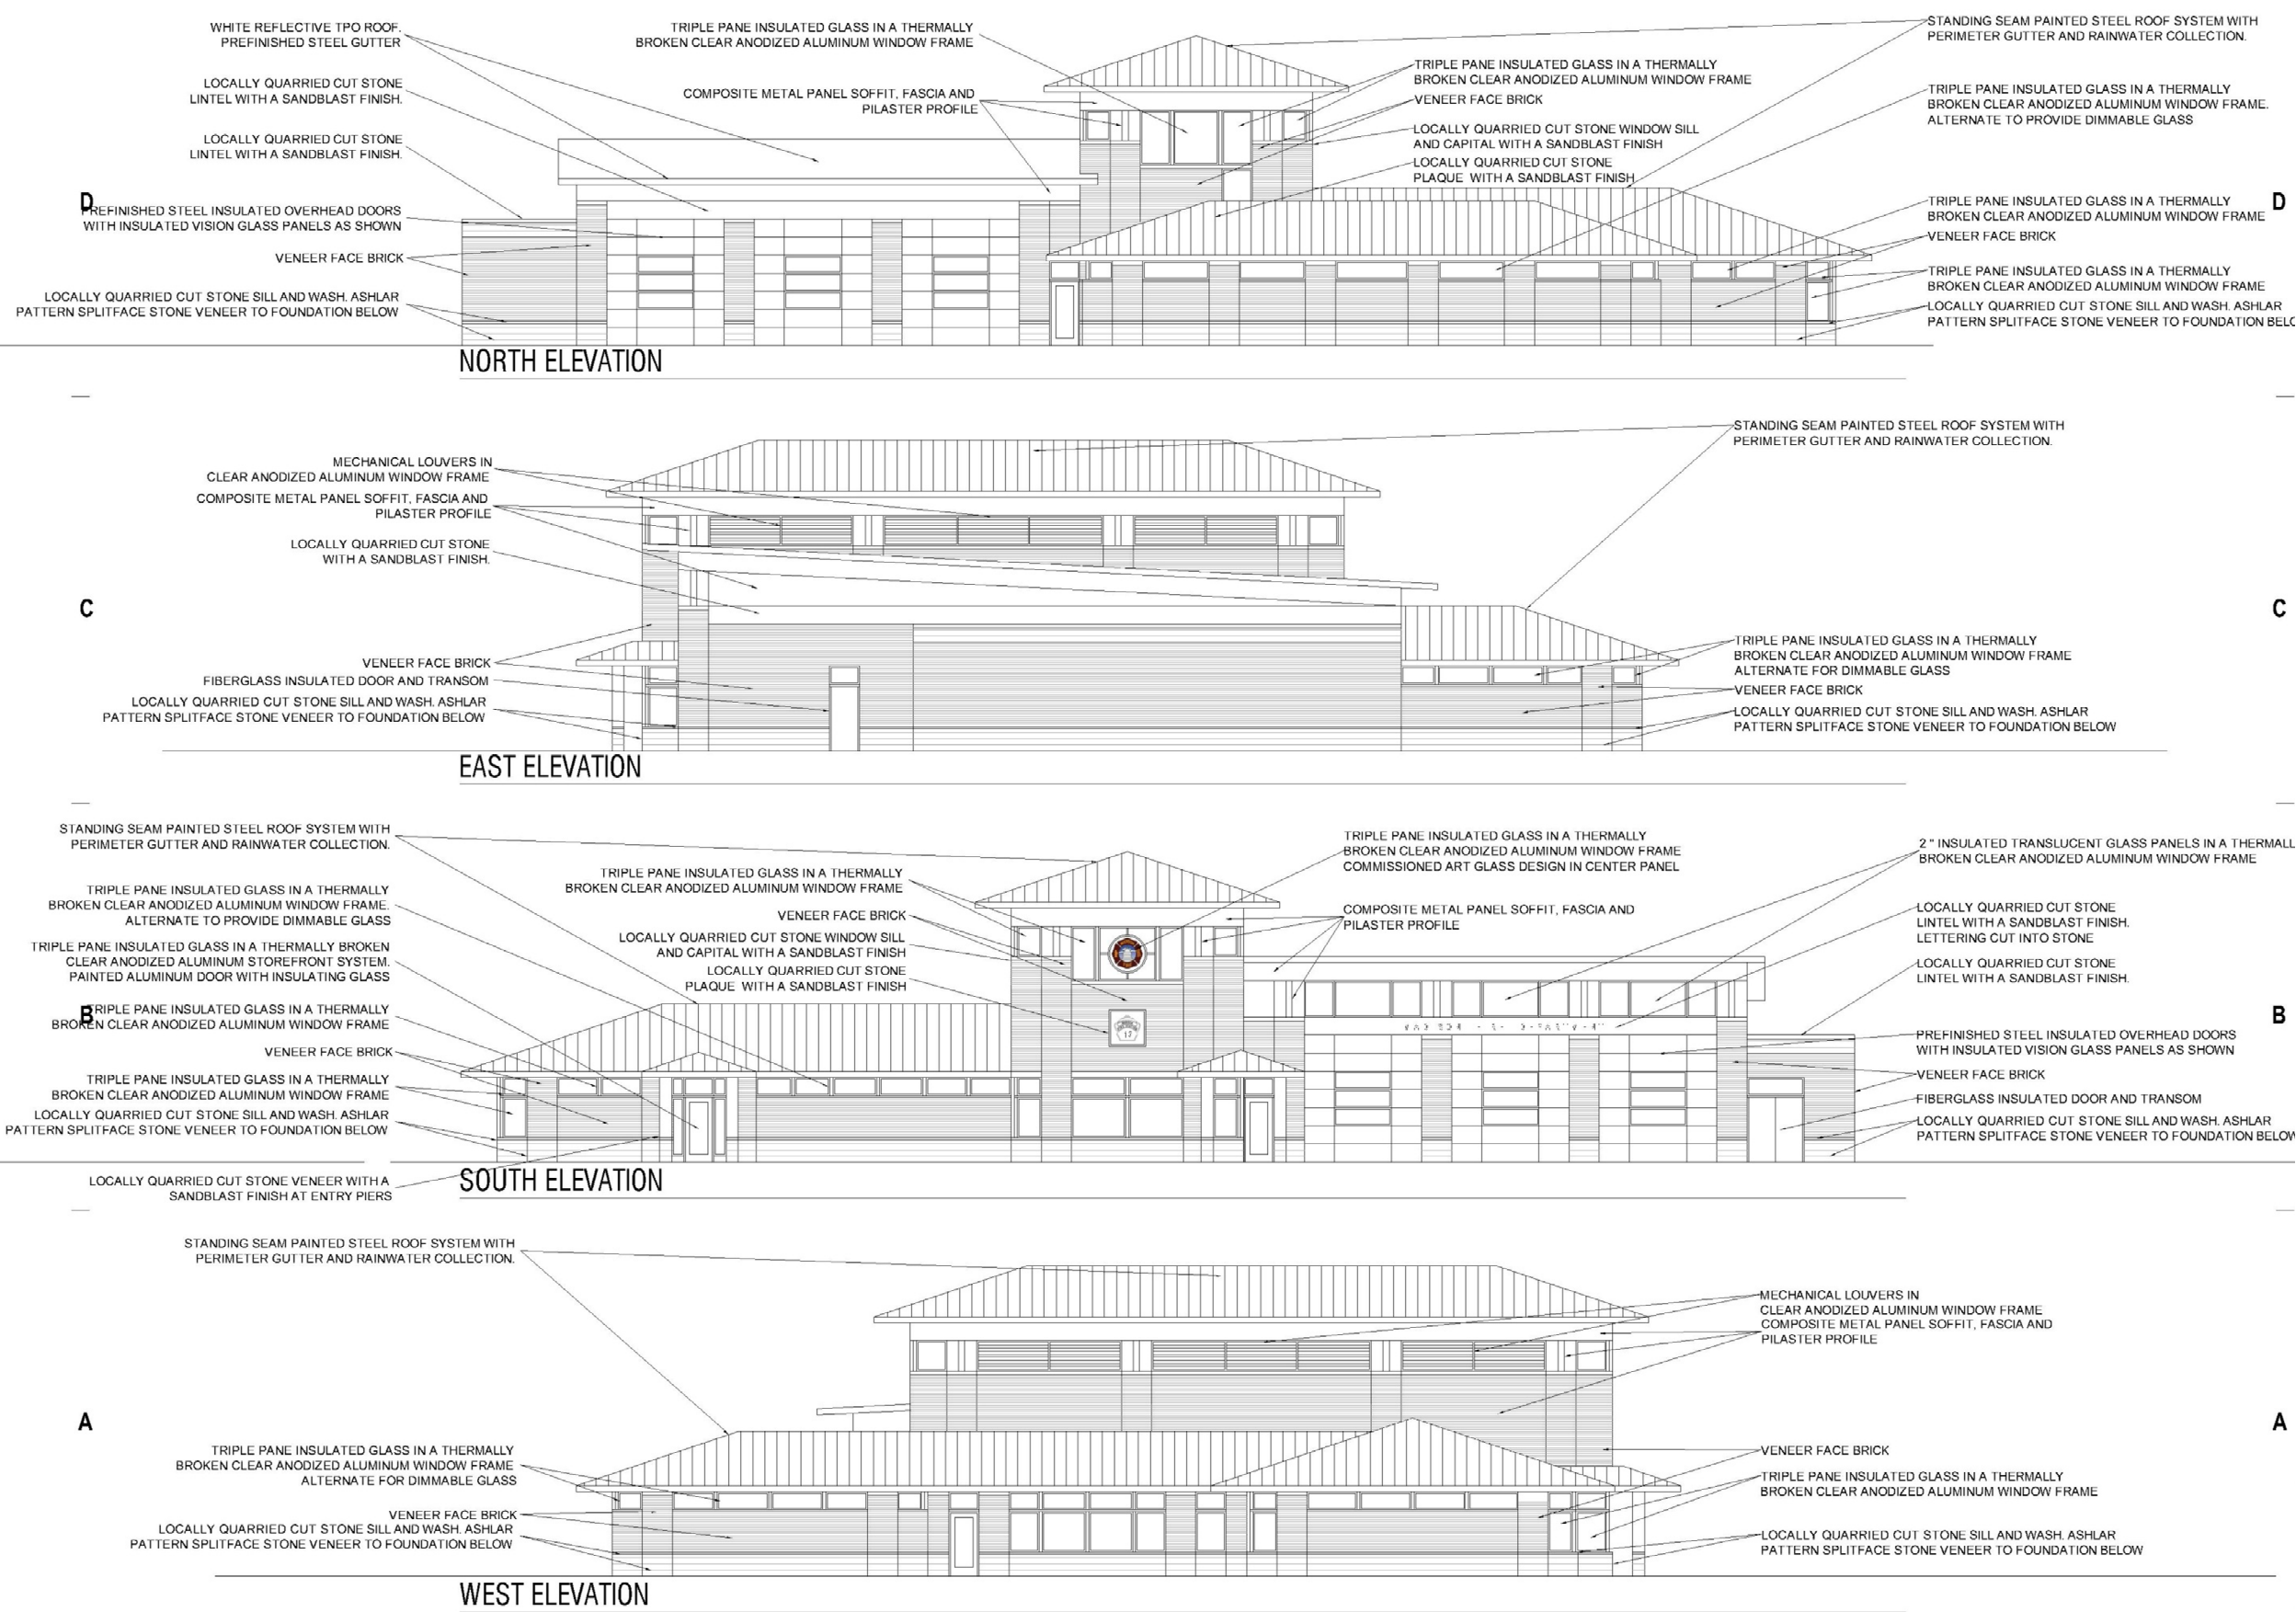 WHITE REFLECTIVE TPO ROOF.
PREFINISHED STEEL GUTTER
LOCALLY QUARRIED CUT STONE
LINTEL WITH A SANDBLAST FINISH.
LOCALLY QUARRIED CUT STONE
LINTEL WITH A SANDBLAST FINISH.
D
PREFINISHED STEEL INSULATED OVERHEAD DOORS
WITH INSULATED VISION GLASS PANELS AS SHOWN
VENEER FACE BRICK
LOCALLY QUARRIED CUT STONE SILL AND WASH. ASHLAR
PATTERN SPLITFACE STONE VENEER TO FOUNDATION BELOW
TRIPLE PANE INSULATED GLASS IN A THERMALLY
BROKEN CLEAR ANODIZED ALUMINUM WINDOW FRAME
COMPOSITE METAL PANEL SOFFIT, FASCIA AND
PILASTER PROFILE
TRIPLE PANE INSULATED GLASS IN A THERMALLY
BROKEN CLEAR ANODIZED ALUMINUM WINDOW FRAME
VENEER FACE BRICK
LOCALLY QUARRIED CUT STONE WINDOW SILL
AND CAPITAL WITH A SANDBLAST FINISH
LOCALLY QUARRIED CUT STONE
PLAQUE WITH A SANDBLAST FINISH
STANDING SEAM PAINTED STEEL ROOF SYSTEM WITH
PERIMETER GUTTER AND RAINWATER COLLECTION.
TRIPLE PANE INSULATED GLASS IN A THERMALLY
BROKEN CLEAR ANODIZED ALUMINUM WINDOW FRAME.
ALTERNATE TO PROVIDE DIMMABLE GLASS
D
TRIPLE PANE INSULATED GLASS IN A THERMALLY
BROKEN CLEAR ANODIZED ALUMINUM WINDOW FRAME
VENEER FACE BRICK
TRIPLE PANE INSULATED GLASS IN A THERMALLY
BROKEN CLEAR ANODIZED ALUMINUM WINDOW FRAME
LOCALLY QUARRIED CUT STONE SILL AND WASH. ASHLAR
PATTERN SPLITFACE STONE VENEER TO FOUNDATION BELO
NORTH ELEVATION
MECHANICAL LOUVERS IN
CLEAR ANODIZED ALUMINUM WINDOW FRAME
COMPOSITE METAL PANEL SOFFIT, FASCIA AND
PILASTER PROFILE
LOCALLY QUARRIED CUT STONE
WITH A SANDBLAST FINISH.
C
VENEER FACE BRICK
FIBERGLASS INSULATED DOOR AND TRANSOM
LOCALLY QUARRIED CUT STONE SILL AND WASH. ASHLAR
PATTERN SPLITFACE STONE VENEER TO FOUNDATION BELOW
STANDING SEAM PAINTED STEEL ROOF SYSTEM WITH
PERIMETER GUTTER AND RAINWATER COLLECTION.
C
TRIPLE PANE INSULATED GLASS IN A THERMALLY
BROKEN CLEAR ANODIZED ALUMINUM WINDOW FRAME
ALTERNATE FOR DIMMABLE GLASS
VENEER FACE BRICK
LOCALLY QUARRIED CUT STONE SILL AND WASH. ASHLAR
PATTERN SPLITFACE STONE VENEER TO FOUNDATION BELOW
EAST ELEVATION
STANDING SEAM PAINTED STEEL ROOF SYSTEM WITH
PERIMETER GUTTER AND RAINWATER COLLECTION.
TRIPLE PANE INSULATED GLASS IN A THERMALLY
BROKEN CLEAR ANODIZED ALUMINUM WINDOW FRAME.
ALTERNATE TO PROVIDE DIMMABLE GLASS
TRIPLE PANE INSULATED GLASS IN A THERMALLY BROKEN
CLEAR ANODIZED ALUMINUM STOREFRONT SYSTEM.
PAINTED ALUMINUM DOOR WITH INSULATING GLASS
B
TRIPLE PANE INSULATED GLASS IN A THERMALLY
BROKEN CLEAR ANODIZED ALUMINUM WINDOW FRAME
VENEER FACE BRICK
TRIPLE PANE INSULATED GLASS IN A THERMALLY
BROKEN CLEAR ANODIZED ALUMINUM WINDOW FRAME
LOCALLY QUARRIED CUT STONE SILL AND WASH. ASHLAR
PATTERN SPLITFACE STONE VENEER TO FOUNDATION BELOW
LOCALLY QUARRIED CUT STONE VENEER WITH A
SANDBLAST FINISH AT ENTRY PIERS
TRIPLE PANE INSULATED GLASS IN A THERMALLY
BROKEN CLEAR ANODIZED ALUMINUM WINDOW FRAME
VENEER FACE BRICK
LOCALLY QUARRIED CUT STONE WINDOW SILL
AND CAPITAL WITH A SANDBLAST FINISH
LOCALLY QUARRIED CUT STONE
PLAQUE WITH A SANDBLAST FINISH
TRIPLE PANE INSULATED GLASS IN A THERMALLY
BROKEN CLEAR ANODIZED ALUMINUM WINDOW FRAME
COMMISSIONED ART GLASS DESIGN IN CENTER PANEL
COMPOSITE METAL PANEL SOFFIT, FASCIA AND
PILASTER PROFILE
2 " INSULATED TRANSLUCENT GLASS PANELS IN A THERMALL
BROKEN CLEAR ANODIZED ALUMINUM WINDOW FRAME
LOCALLY QUARRIED CUT STONE
LINTEL WITH A SANDBLAST FINISH.
LETTERING CUT INTO STONE
LOCALLY QUARRIED CUT STONE
LINTEL WITH A SANDBLAST FINISH.
B
PREFINISHED STEEL INSULATED OVERHEAD DOORS
WITH INSULATED VISION GLASS PANELS AS SHOWN
VENEER FACE BRICK
FIBERGLASS INSULATED DOOR AND TRANSOM
LOCALLY QUARRIED CUT STONE SILL AND WASH. ASHLAR
PATTERN SPLITFACE STONE VENEER TO FOUNDATION BELOW
SOUTH ELEVATION
STANDING SEAM PAINTED STEEL ROOF SYSTEM WITH
PERIMETER GUTTER AND RAINWATER COLLECTION.
A
TRIPLE PANE INSULATED GLASS IN A THERMALLY
BROKEN CLEAR ANODIZED ALUMINUM WINDOW FRAME
ALTERNATE FOR DIMMABLE GLASS
VENEER FACE BRICK
LOCALLY QUARRIED CUT STONE SILL AND WASH. ASHLAR
PATTERN SPLITFACE STONE VENEER TO FOUNDATION BELOW
MECHANICAL LOUVERS IN
CLEAR ANODIZED ALUMINUM WINDOW FRAME
COMPOSITE METAL PANEL SOFFIT, FASCIA AND
PILASTER PROFILE
A
VENEER FACE BRICK
TRIPLE PANE INSULATED GLASS IN A THERMALLY
BROKEN CLEAR ANODIZED ALUMINUM WINDOW FRAME
LOCALLY QUARRIED CUT STONE SILL AND WASH. ASHLAR
PATTERN SPLITFACE STONE VENEER TO FOUNDATION BELOW
WEST ELEVATION